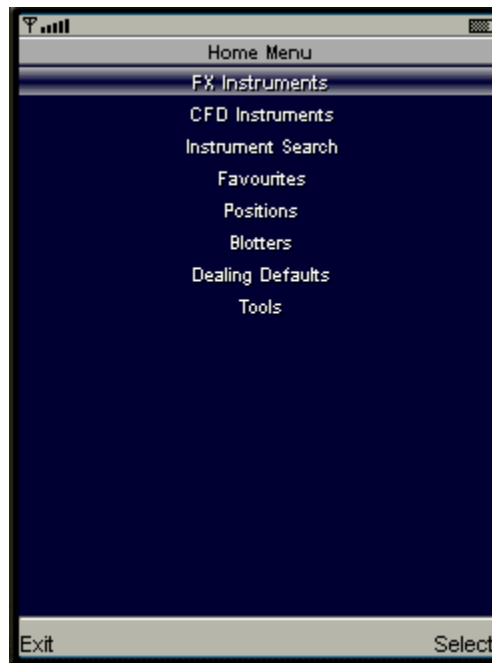 Home Menu
FX Instruments
CFD Instruments
Instrument Search
Favourites
Positions
Blotters
Dealing Defaults
Tools
Exit Select